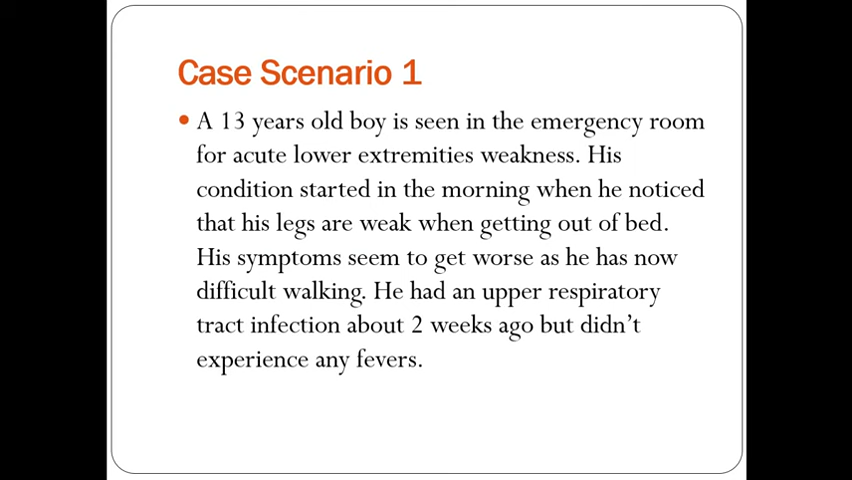 Case Scenario 1
• A 13 years old boy is seen in the emergency room
for acute lower extremities weakness. His
condition started in the morning when he noticed
that his legs are weak when getting out of bed.
His symptoms seem to get worse as he has now
difficult walking. He had an upper respiratory
tract infection about 2 weeks ago but didn't
experience any fevers.